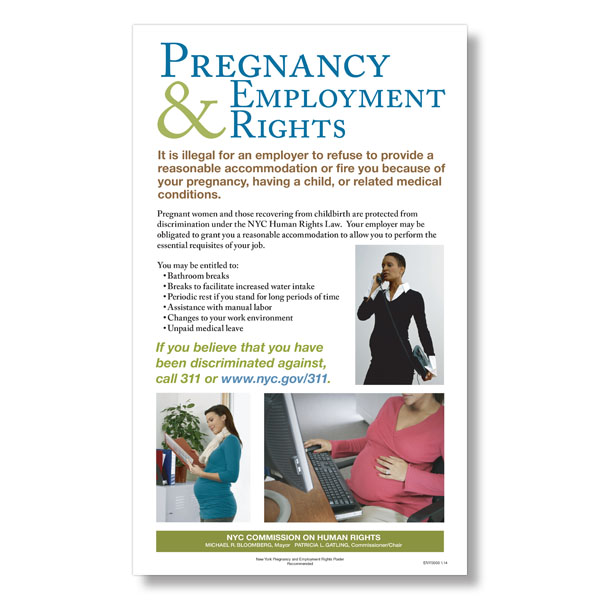 PREGNANCY
& EMPLOYMENT
RIGHTS
It is illegal for an employer to refuse to provide a
reasonable accommodation or fire you because of
your pregnancy, having a child, or related medical
conditions.
Pregnant women and those recovering from childbirth are protected from
discrimination under the NYC Human Rights Law. Your employer may be
obligated to grant you a reasonable accommodation to allow you to perform the
essential requisites of your job.
You may be entitled to:
• Bathroom breaks
• Breaks to facilitate increased water intake
• Periodic rest if you stand for long periods of time
• Assistance with manual labor
• Changes to your work environment
• Unpaid medical leave
If you believe that you have
been discriminated against,
call 311 or www.nyc.gov/311.
NYC COMMISSION ON HUMAN RIGHTS
MICHAEL R. BLOOMBERG, Mayor PATRICIA L. GATLING, Commissioner/Chair
New York Pregnancy and Employment Rights Poster
Recommended